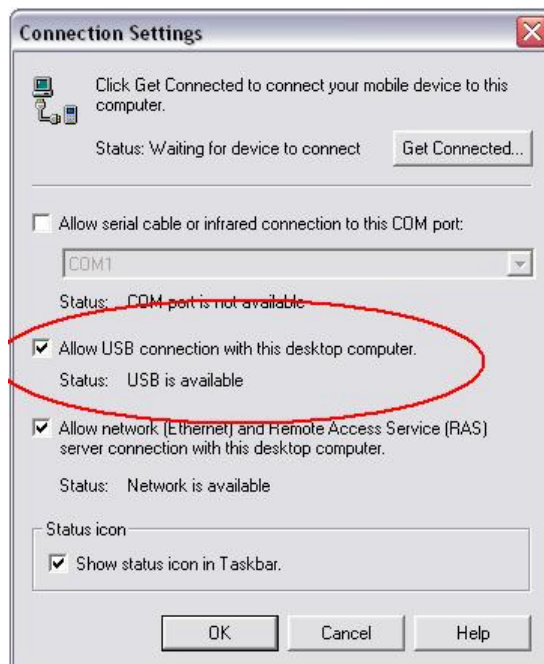 Connection Settings
Click Get Connected to connect your mobile device to this
computer.
Status: Waiting for device to connect
Get Connected...
Allow serial cable or infrared connection to this COM port:
COM1
Status: COM port is not available
Allow USB connection with this desktop computer.
Status: USB is available
Allow network (Ethernet) and Remote Access Service (RAS)
server connection with this desktop computer.
Status: Network is available
Status icon
Show status icon in Taskbar.
OK Cancel Help